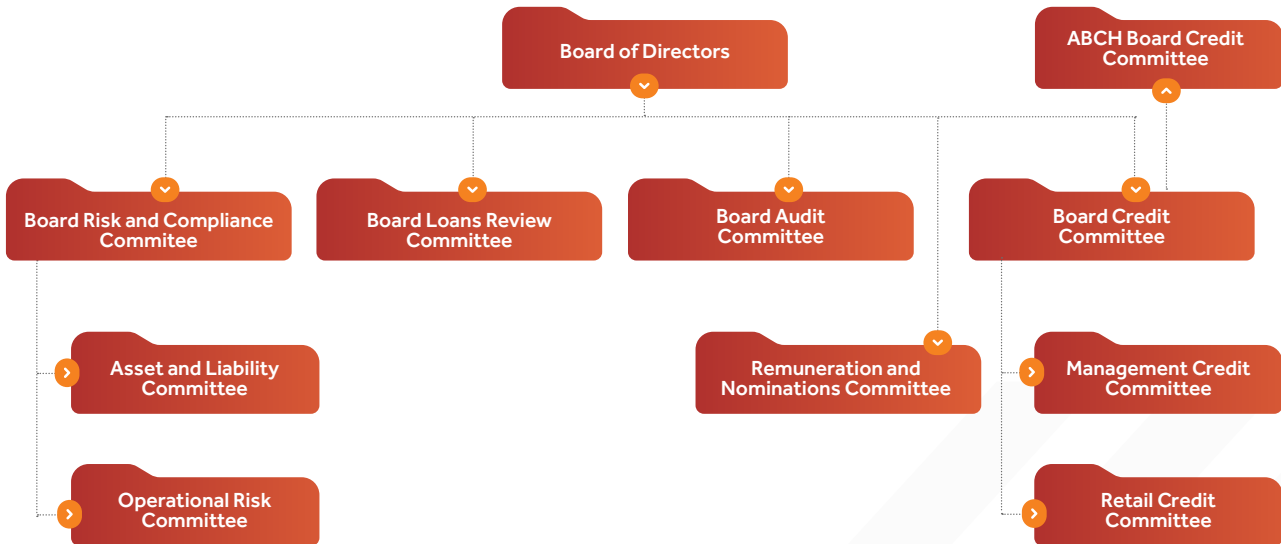 Board of Directors
ABCH Board Credit
Committee
Board Risk and Compliance
Commitee
Board Loans Review
Committee
Board Audit
Committee
Board Credit
Committee
Asset and Liability
Committee
Remuneration and
Nominations Committee
Management Credit
Committee
Operational Risk
Committee
Retail Credit
Committee